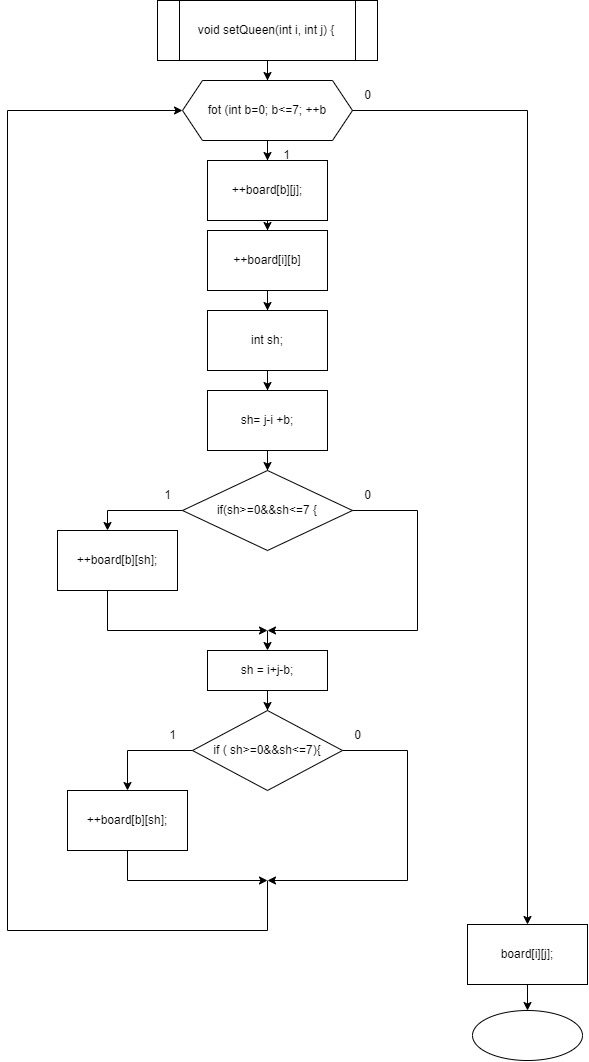 void setQueen(int i, int j) {
0
fot (int b=0; b<=7; ++b
1
++board[b][j];
++board[i][b]
int sh;
sh= j-i +b;
1
0
if(sh>=0&&sh<=7 {
++board[b][sh];
sh = i+j-b;
1
0
if ( sh>=0&&sh<=7){
++board[b][sh];
board[i][j];